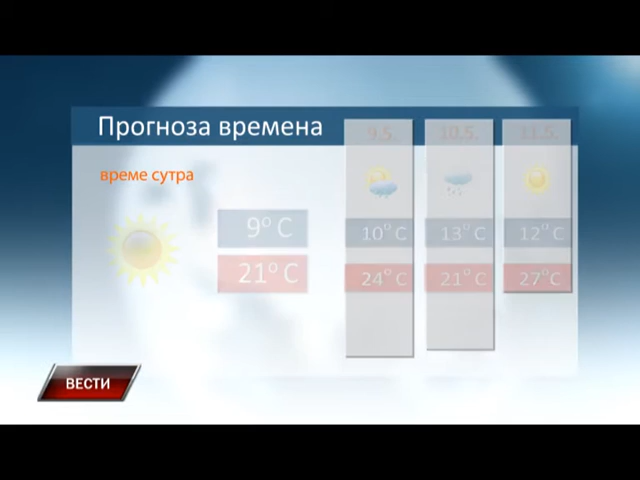 Прогноза времена
време сутра
9° C
21° C
9.5. 10.5. 11.5.
10° C 13° C 12° C
24° C 21° C 27° C
ВЕСТИ